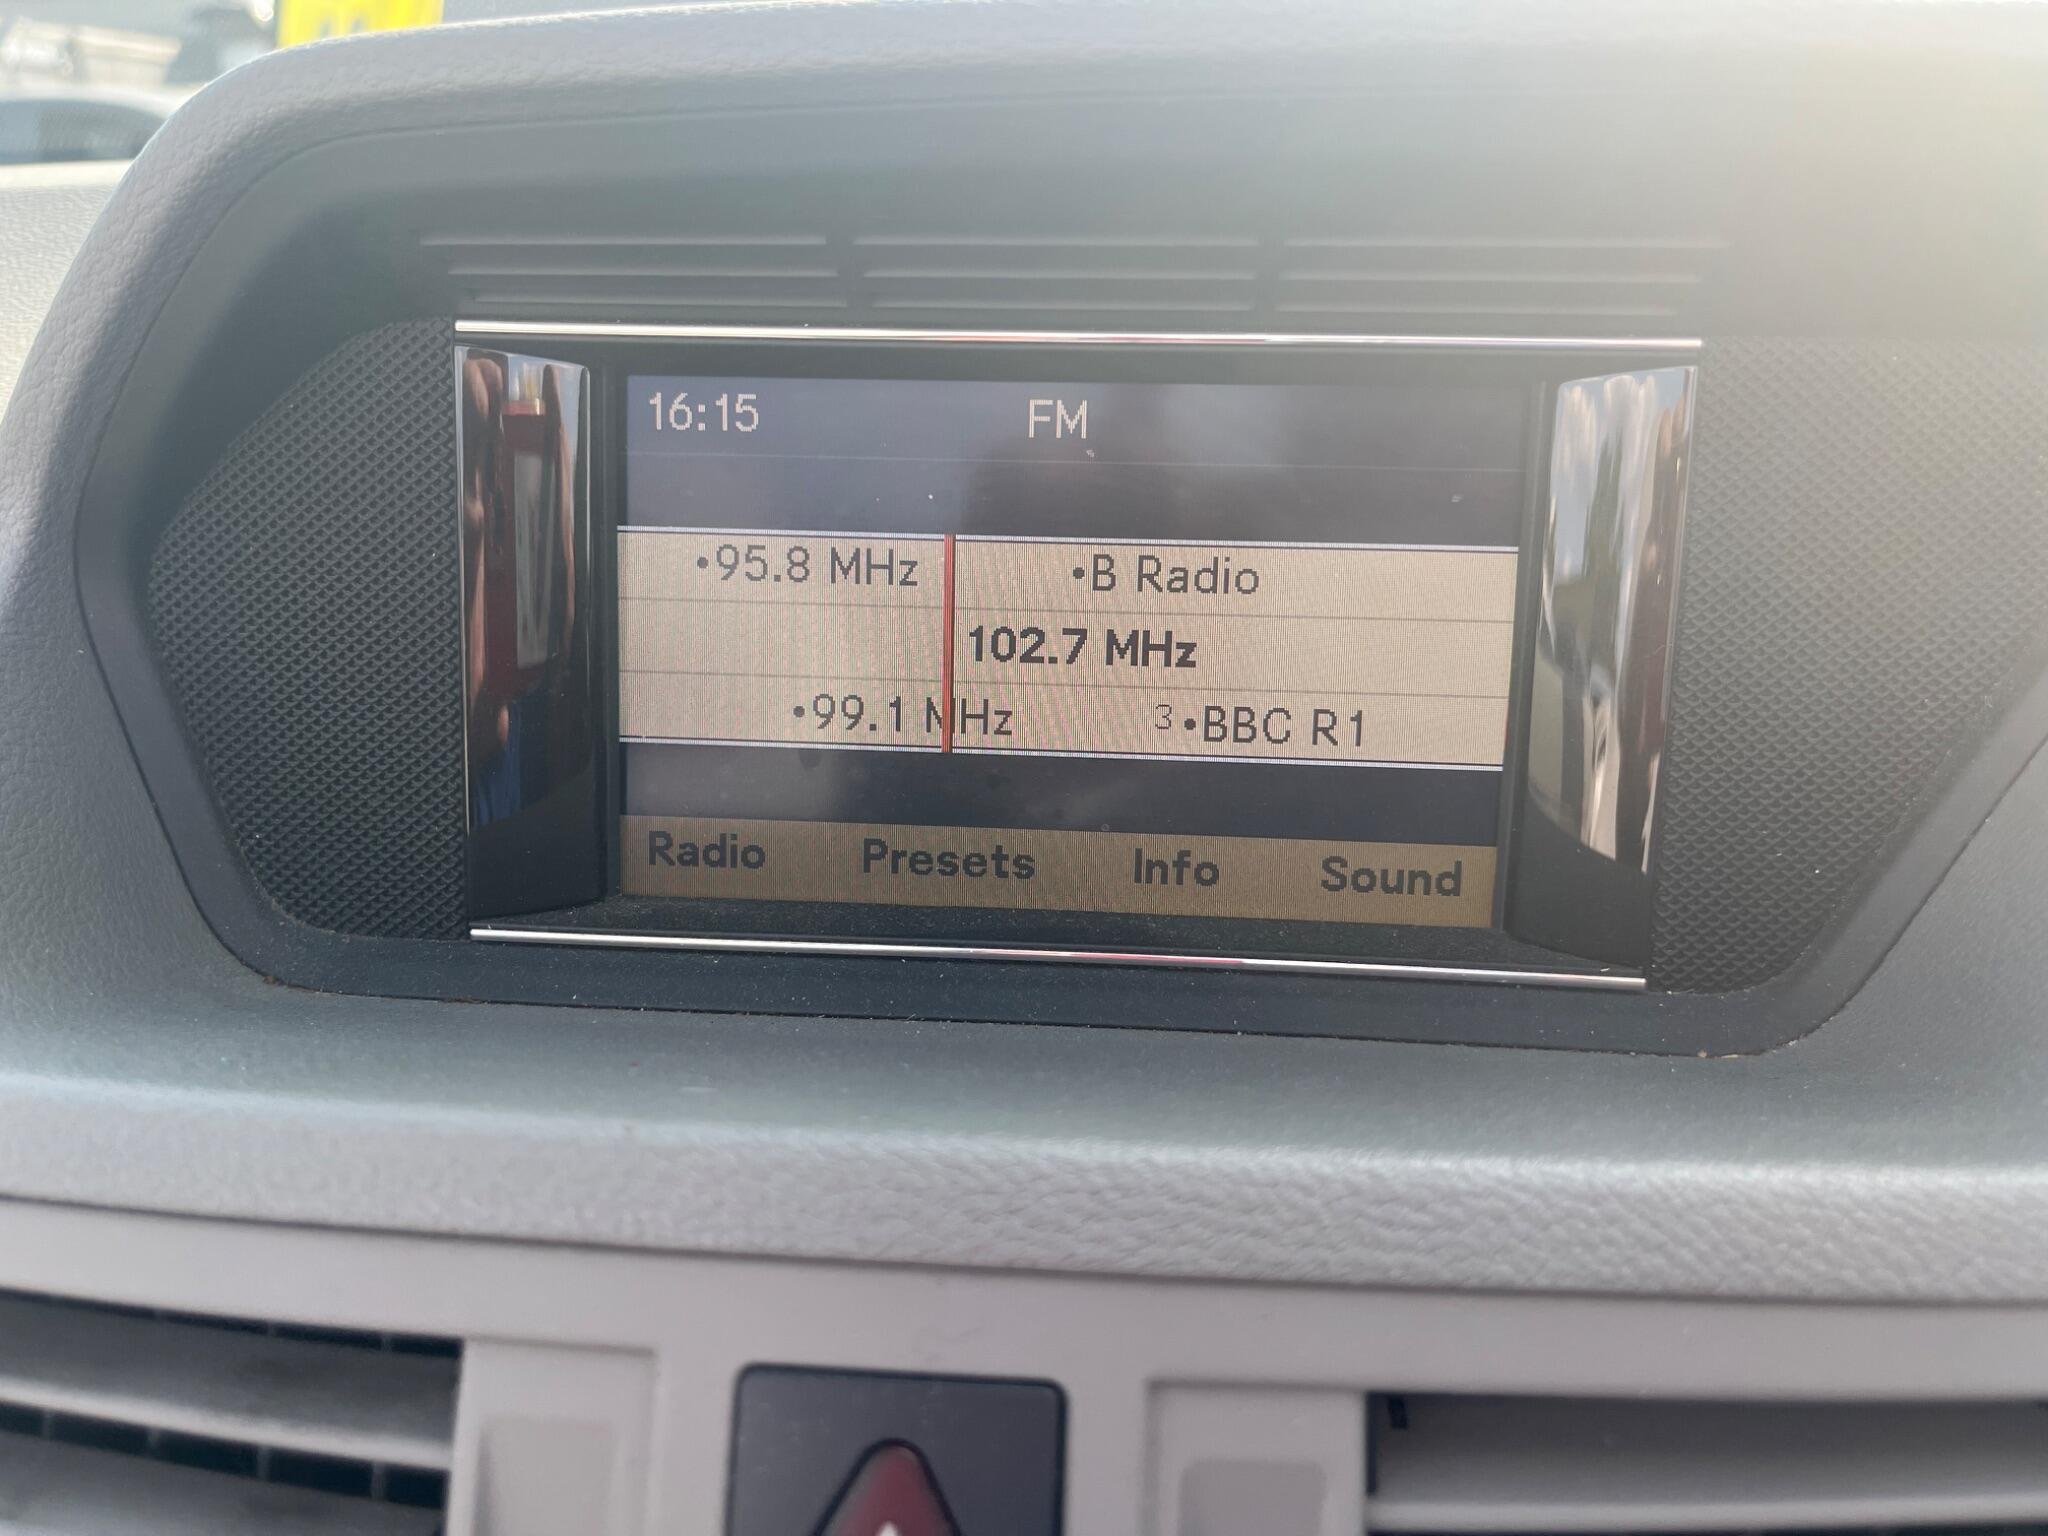 16:15 FM
•95.8 MHz •B Radio
102.7 MHz
•99.1 MHz 3 •BBC R1
Radio Presets Info Sound